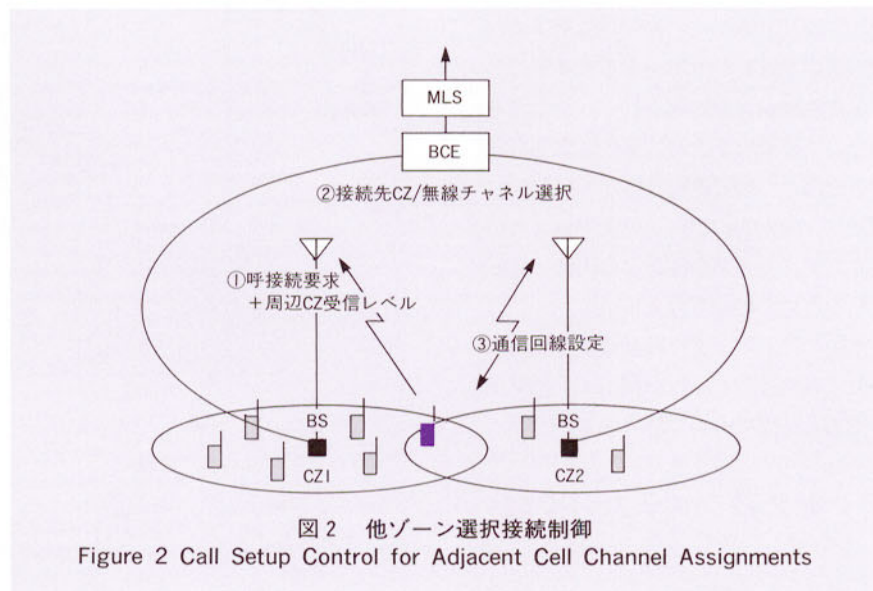 MLS
BCE
②接続先CZ/無線チャネル選択
①呼接続要求
+周辺CZ受信レベル
③通信回線設定
BS
CZ1
BS
CZ2
図2 他ゾーン選択接続制御
Figure 2 Call Setup Control for Adjacent Cell Channel Assignments